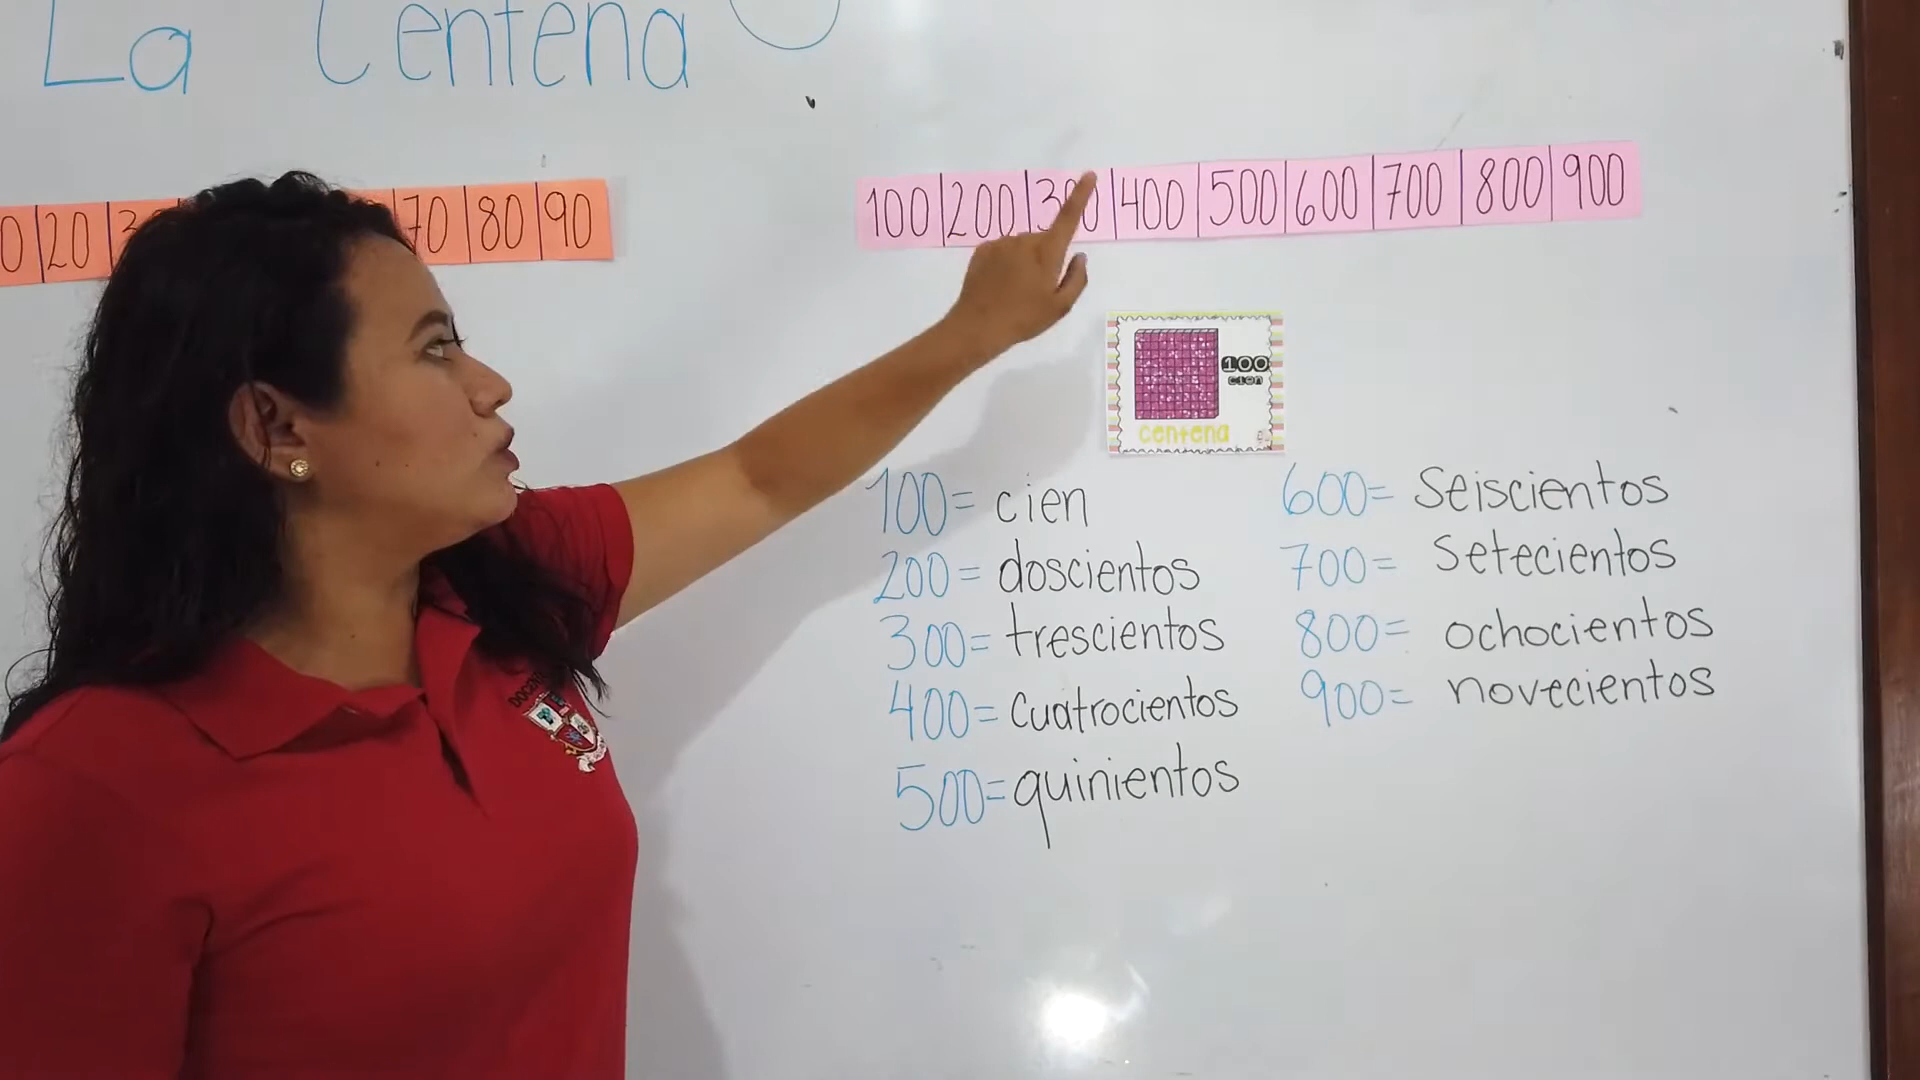 La Centena
20 70 80 90
100 200 300 400 500 600 700 800 900
100
cien
centena
100= cien
200= doscientos
300= trescientos
400= cuatrocientos
500= quinientos
600= Seiscientos
700= Setecientos
800= ochocientos
900= novecientos